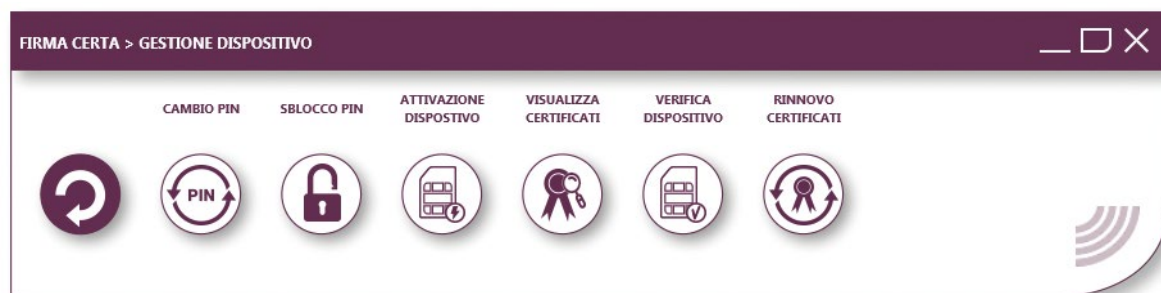 FIRMA CERTA > GESTIONE DISPOSITIVO
CAMBIO PIN
SBLOCCO PIN
ATTIVAZIONE
DISPOSTIVO
VISUALIZZA
CERTIFICATI
VERIFICA
DISPOSITIVO
RINNOVO
CERTIFICATI
PIN